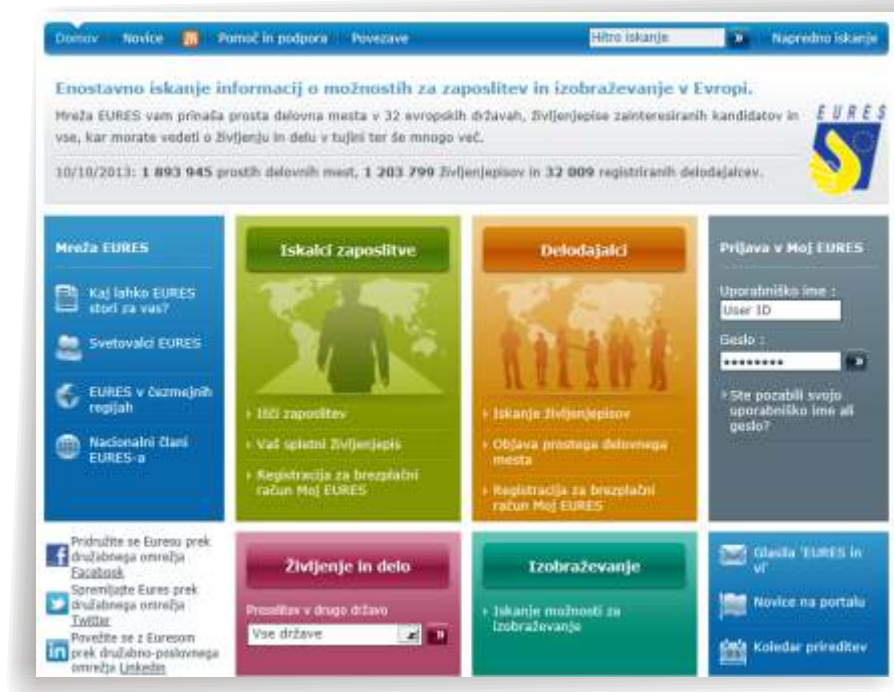 Domov Novice Pomoč in podpora Povezave Hitro iskanje Napredno iskanje
Enostavno iskanje informacij o možnostih za zaposlitev in izobraževanje v Evropi.
Mreža EURES vam prinaša prosta delovna mesta v 32 evropskih državah, življenjepise zainteresiranih kandidatov in
vse, kar morate vedeti o življenju in delu v tujini ter še mnogo več.
EURES
10/10/2013: 1 893 945 prostih delovnih mest, 1 203 799 življenjepisov in 32 009 registriranih delodajalcev.
Mreža EURES
Kaj lahko EURES
stori za vas?
Svetovalci EURES
EURES v čezmejnih
regijah
Nacionalni člani
EURES-a
Iskalci zaposlitve
Išči zaposlitev
Vaš spletni življenjepis
Registracija za brezplačni
račun Moj EURES
Delodajalci
Iskanje življenjepisov
Objava prostega delovnega
mesta
Registracija za brezplačni
račun Moj EURES
Prijava v Moj EURES
Uporabniško ime :
User ID
Geslo :
••••••••
Ste pozabili svojo
uporabniško ime ali
geslo?
Pridružite se Euresu prek
družabnega omrežja
Facebook
Spremljajte Eures prek
družabnega omrežja
Twitter
Povežite se z Euresom
prek družabno-poslovnega
omrežja Linkedin
Življenje in delo
Preselitev v drugo državo
Vse države
Izobraževanje
Iskanje možnosti za
izobraževanje
Glasila 'EURES in
vi'
Novice na portalu
Koledar prireditev